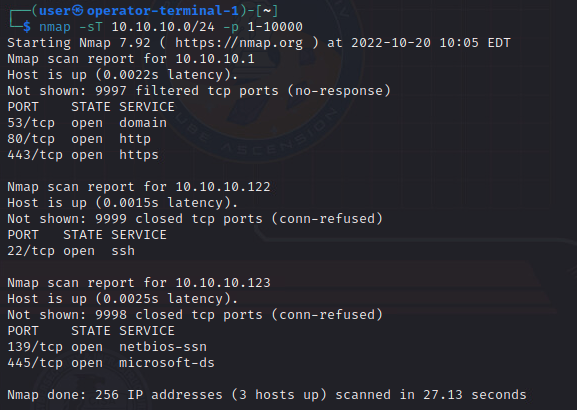 ┌──(user㉿operator-terminal-1)-[~]
└─$ nmap -sT 10.10.10.0/24 -p 1-10000
Starting Nmap 7.92 ( https://nmap.org ) at 2022-10-20 10:05 EDT
Nmap scan report for 10.10.10.1
Host is up (0.0022s latency).
Not shown: 9997 filtered tcp ports (no-response)
PORT    STATE SERVICE
53/tcp  open  domain
80/tcp  open  http
443/tcp open  https

Nmap scan report for 10.10.10.122
Host is up (0.0015s latency).
Not shown: 9999 closed tcp ports (conn-refused)
PORT   STATE SERVICE
22/tcp open  ssh

Nmap scan report for 10.10.10.123
Host is up (0.0025s latency).
Not shown: 9998 closed tcp ports (conn-refused)
PORT    STATE SERVICE
139/tcp open  netbios-ssn
445/tcp open  microsoft-ds

Nmap done: 256 IP addresses (3 hosts up) scanned in 27.13 seconds